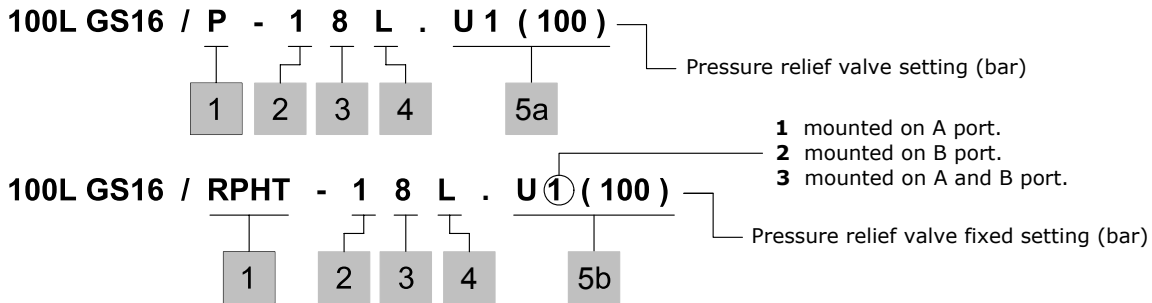 100L GS16 / P - 1 8 L . U 1 ( 100 )
Pressure relief valve setting (bar)
1 2 3 4 5a
1 mounted on A port.
2 mounted on B port.
3 mounted on A and B port.
100L GS16 / RPHT - 1 8 L . U 1 ( 100 )
Pressure relief valve fixed setting (bar)
1 2 3 4 5b